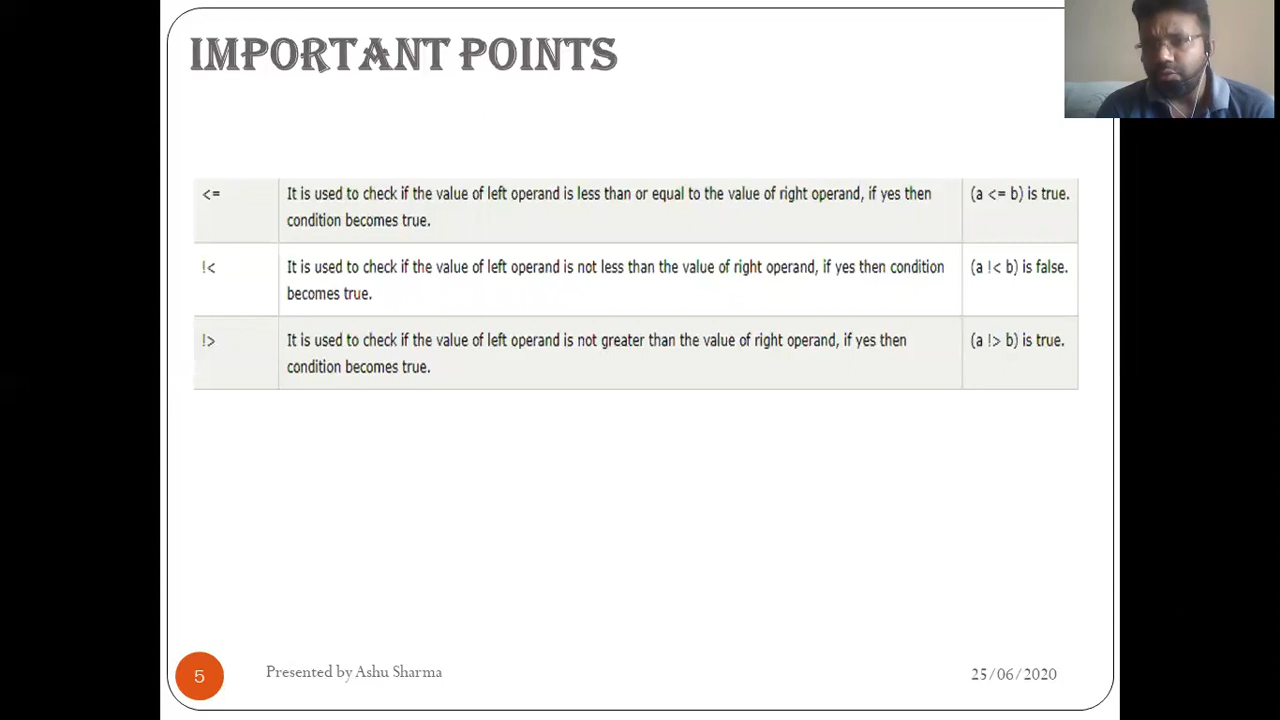 IMPORTANT POINTS
<= It is used to check if the value of left operand is less than or equal to the value of right operand, if yes then (a <= b) is true.
condition becomes true.
!< It is used to check if the value of left operand is not less than the value of right operand, if yes then condition (a !< b) is false.
becomes true.
!> It is used to check if the value of left operand is not greater than the value of right operand, if yes then (a !> b) is true.
condition becomes true.
5 Presented by Ashu Sharma 25/06/2020